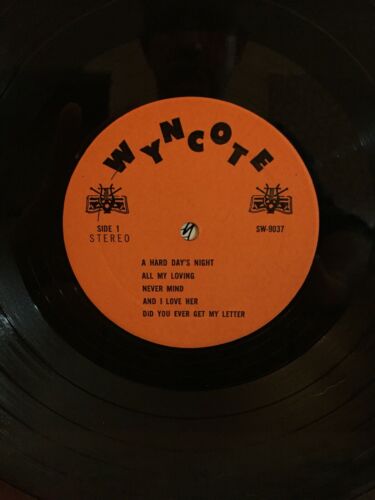 WYNCOTE
SIDE 1
STEREO
SW-9037
A HARD DAY'S NIGHT
ALL MY LOVING
NEVER MIND
AND I LOVE HER
DID YOU EVER GET MY LETTER